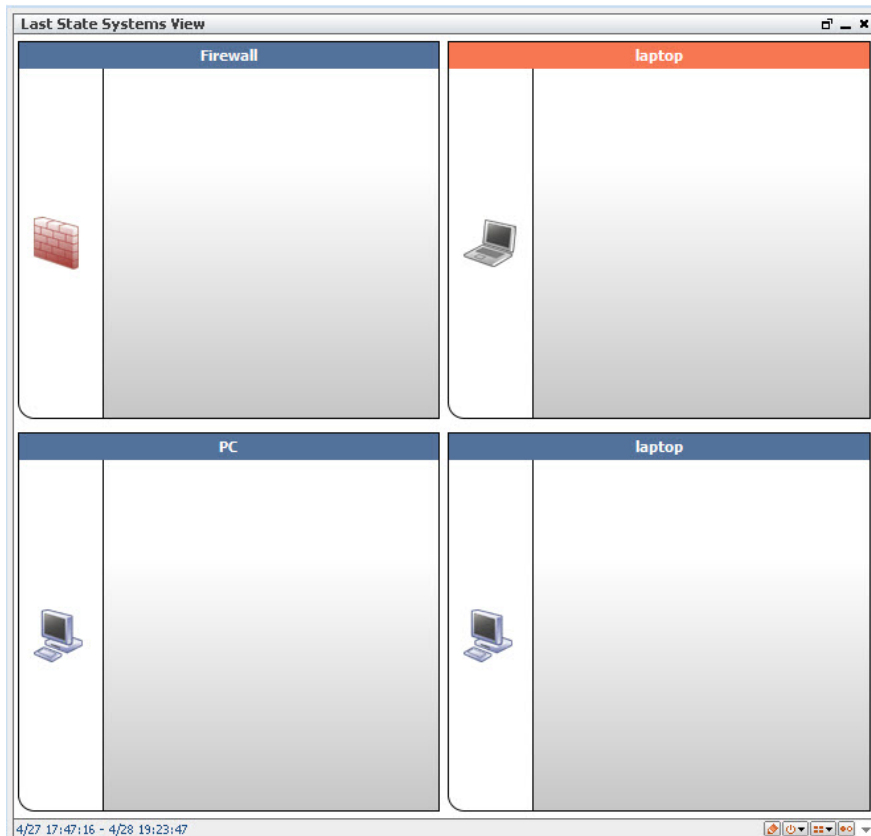 Last State Systems View
Firewall
laptop
PC
laptop
4/27 17:47:16 - 4/28 19:23:47